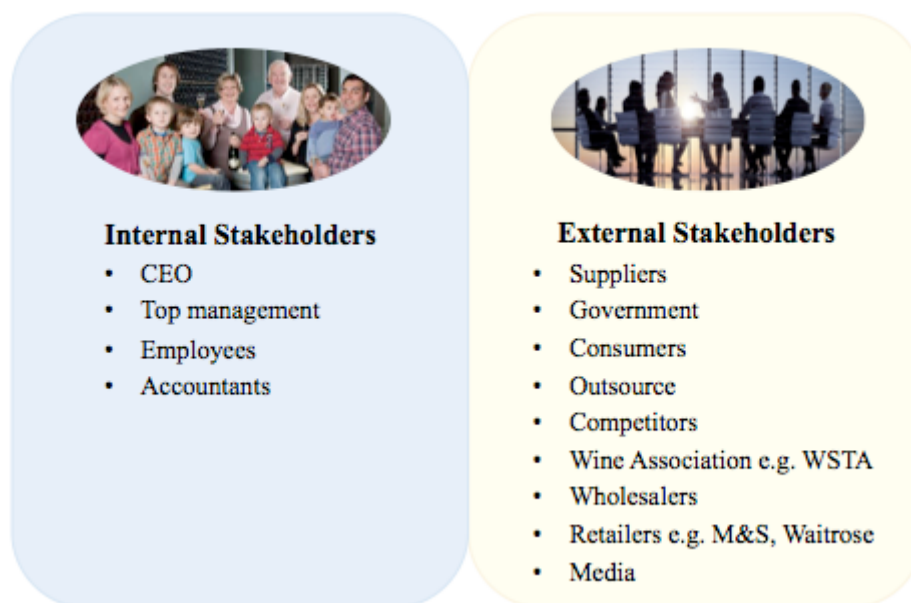 Internal Stakeholders
• CEO
• Top management
• Employees
• Accountants
External Stakeholders
• Suppliers
• Government
• Consumers
• Outsource
• Competitors
• Wine Association e.g. WSTA
• Wholesalers
• Retailers e.g. M&S, Waitrose
• Media